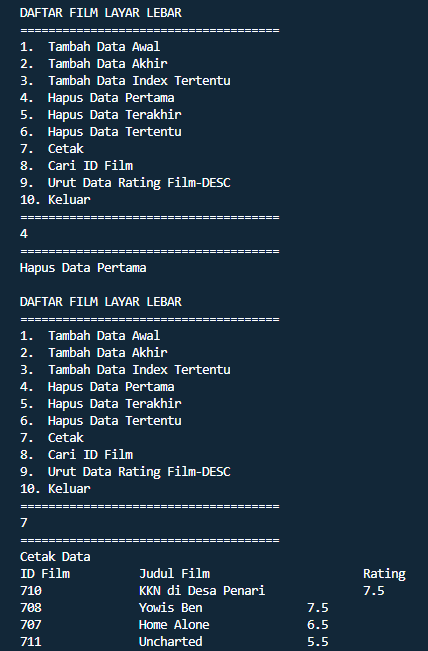 DAFTAR FILM LAYAR LEBAR
=====================================
1.  Tambah Data Awal
2.  Tambah Data Akhir
3.  Tambah Data Index Tertentu
4.  Hapus Data Pertama
5.  Hapus Data Terakhir
6.  Hapus Data Tertentu
7.  Cetak
8.  Cari ID Film
9.  Urut Data Rating Film-DESC
10. Keluar
=====================================
4
=====================================
Hapus Data Pertama

DAFTAR FILM LAYAR LEBAR
=====================================
1.  Tambah Data Awal
2.  Tambah Data Akhir
3.  Tambah Data Index Tertentu
4.  Hapus Data Pertama
5.  Hapus Data Terakhir
6.  Hapus Data Tertentu
7.  Cetak
8.  Cari ID Film
9.  Urut Data Rating Film-DESC
10. Keluar
=====================================
7
=====================================
Cetak Data
ID Film          Judul Film                      Rating
710              KKN di Desa Penari              7.5
708              Yowis Ben               7.5
707              Home Alone              6.5
711              Uncharted               5.5